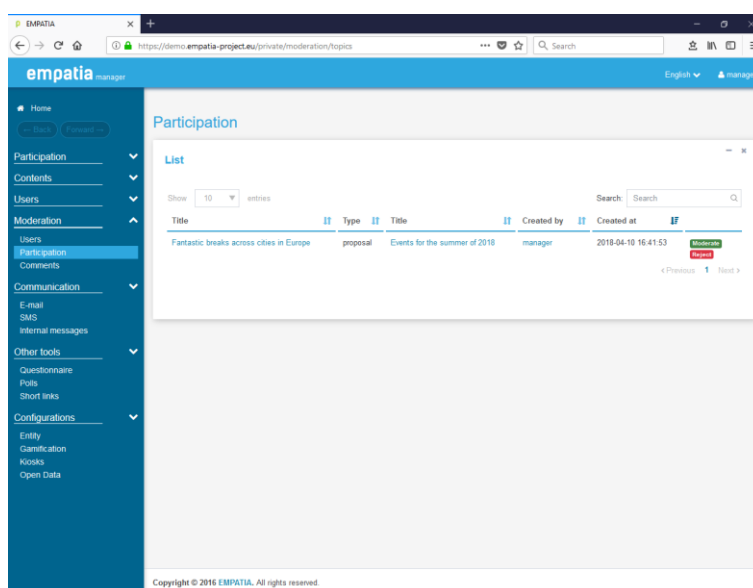 EMPATIA
https://demo.empatia-project.eu/private/moderation/topics
Search
empatia manager
English
manage
Home
← Back
Forward →
Participation
Contents
Users
Moderation
Users
Participation
Comments
Communication
E-mail
SMS
Internal messages
Other tools
Questionnaire
Polls
Short links
Configurations
Entity
Gamification
Kiosks
Open Data
Participation
List
Show 10 entries
Search: Search
Title Type Title Created by Created at
Fantastic breaks across cities in Europe proposal Events for the summer of 2018 manager 2018-04-10 16:41:53 Moderate
Reject
Previous 1 Next
Copyright © 2016 EMPATIA. All rights reserved.